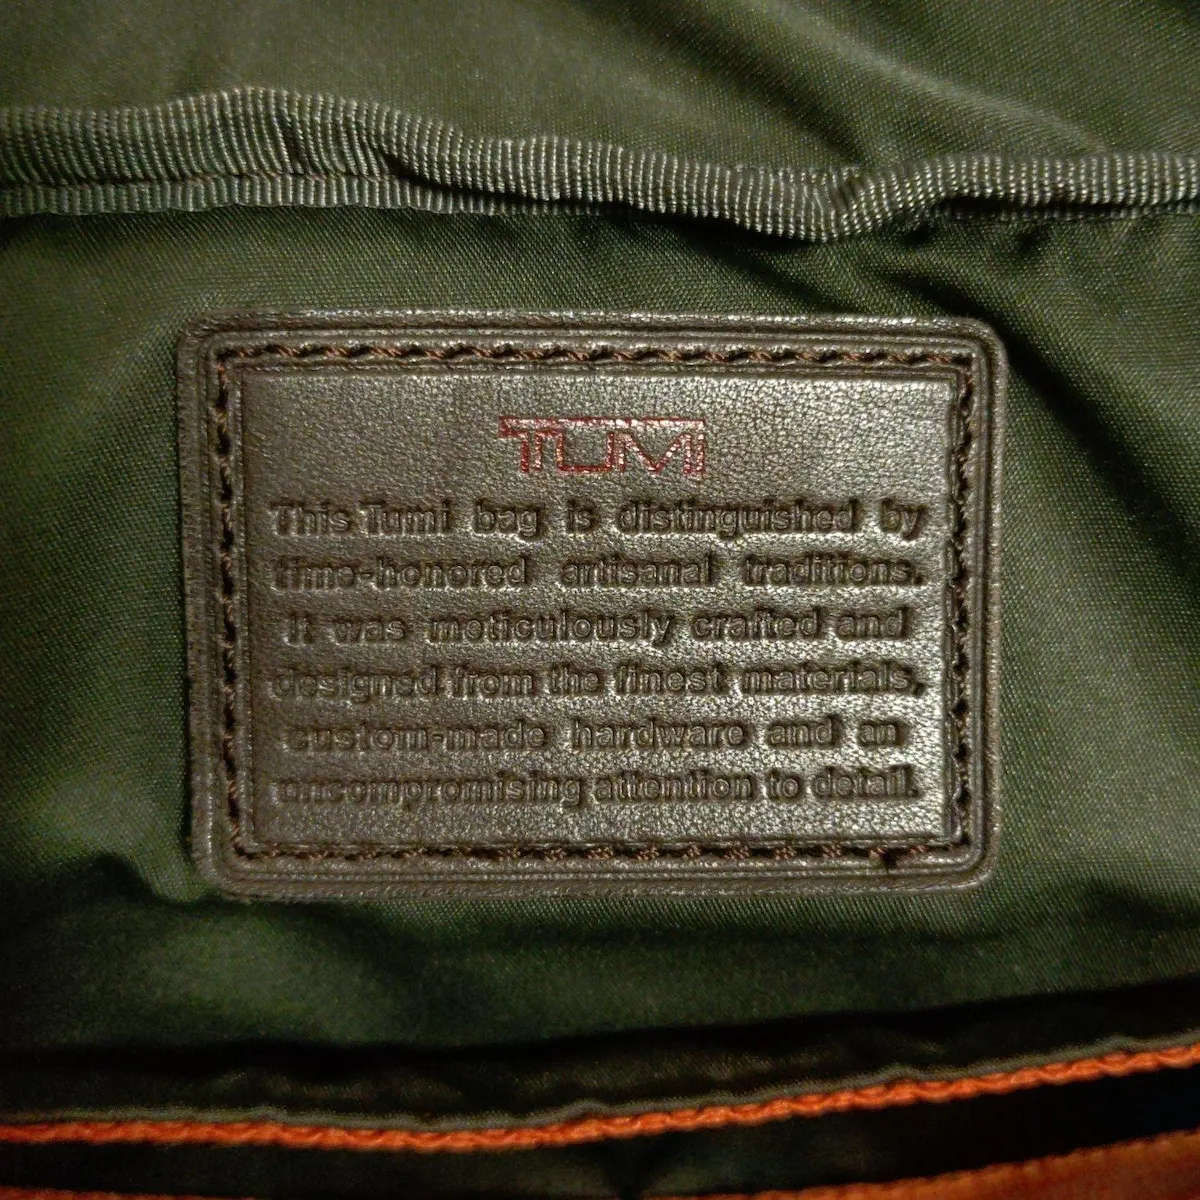 TUMI
This Tumi bag is distinguished by
time-honored artisanal traditions.
It was meticulously crafted and
designed from the finest materials,
custom-made hardware and an
uncompromising attention to detail.